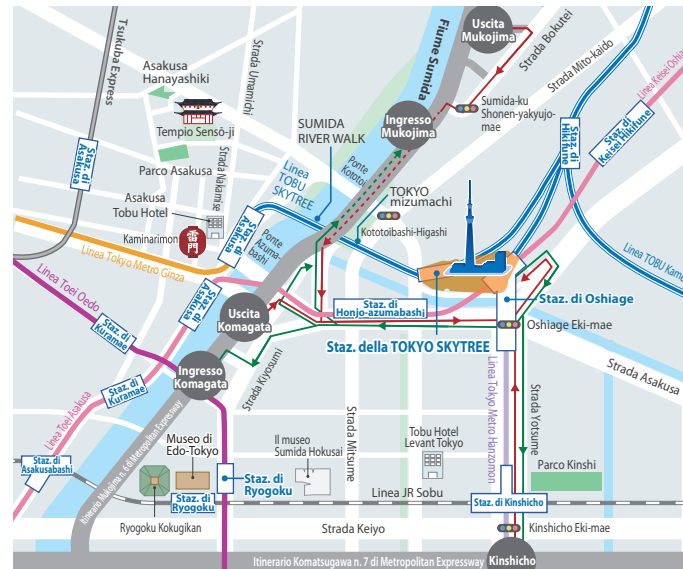 Uscita
Mukojima
Strada Bokutei
Fiume Sumida
Strada Mito-kaido
Linea Keisei Oshia
Tsukuba Express
Strada Umamichi
Asakusa
Hanayashiki
Tempio Sensō-ji
SUMIDA
RIVER WALK
Ingresso
Mukojima
Sumida-ku
Shonen-yakyujo-
mae
Staz. di
Hikifune
Staz. di
Keisei Hikifune
Staz. di
Asakusa
Parco Asakusa
Strada Nakamise
Linea
TOBU
SKYTREE
Ponte
Kototoi
TOKYO
mizumachi
Asakusa
Tobu Hotel
Kaminarimon
雷門
Staz. di
Asakusa
Ponte
Azuma-
bashi
Kototoibashi-Higashi
Linea Tokyo Metro Ginza
Linea TOBU Kame
Linea Toei Oedo
Staz. di
Asakusa
Uscita
Komagata
Staz. di
Honjo-azumabashi
Staz. di Oshiage
Oshiage Eki-mae
Staz. di
Kuramae
Staz. della TOKYO SKYTREE
Ingresso
Komagata
Strada Kiyosumi
Strada Asakusa
Staz. di
Kuramae
Linea Toei Asakusa
Linea Tokyo Metro Hanzomon
Strada Yotsume
Strada Mitsume
Itinerario Mukojima n. 6 di Metropolitan Expressway
Museo di
Edo-Tokyo
Il museo
Sumida Hokusai
Tobu Hotel
Levant Tokyo
Staz. di
Asakusabashi
Staz. di
Ryogoku
Parco Kinshi
Staz. di
Ryogoku
Linea JR Sobu
Staz. di Kinshicho
Ryogoku Kokugikan
Strada Keiyo
Kinshicho Eki-mae
Itinerario Komatsugawa n. 7 di Metropolitan Expressway
Kinshicho